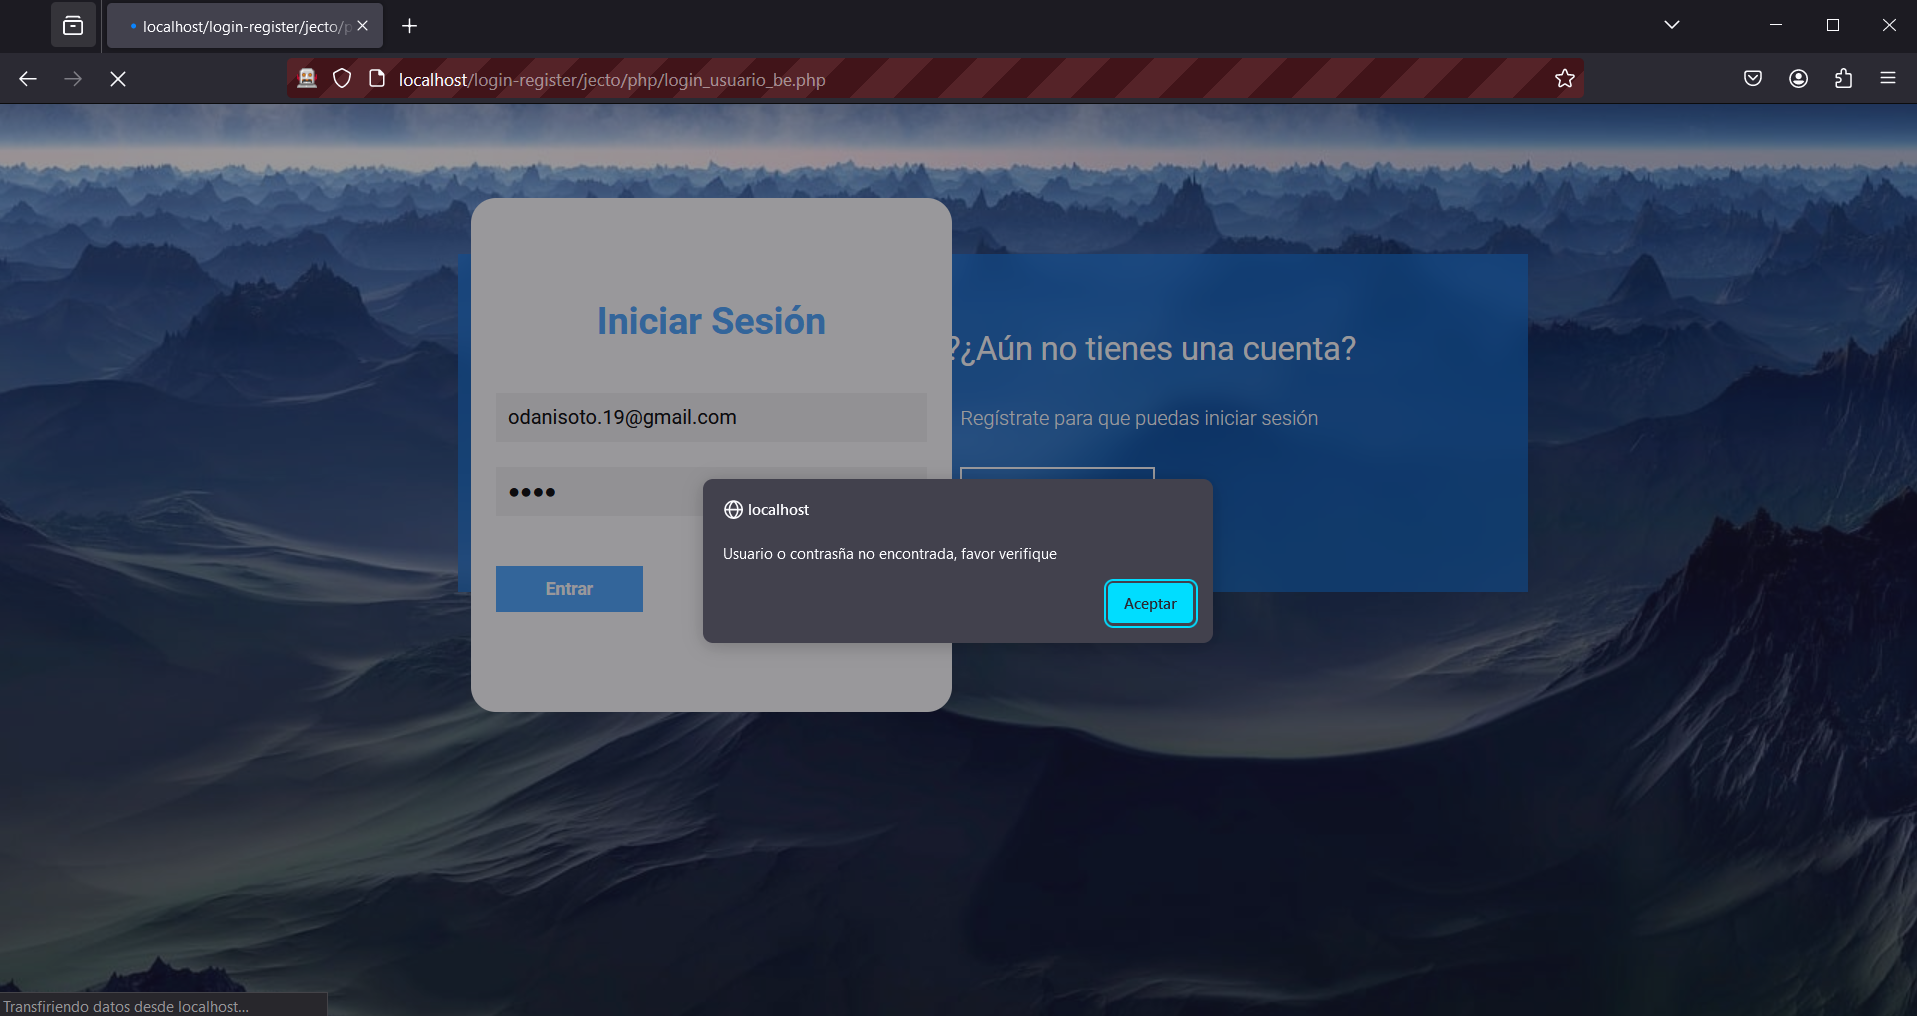 localhost/login-register/jecto/p
localhost/login-register/jecto/php/login_usuario_be.php
Iniciar Sesión
odanisoto.19@gmail.com
••••
Entrar
?¿Aún no tienes una cuenta?
Regístrate para que puedas iniciar sesión
localhost
Usuario o contrasña no encontrada, favor verifique
Aceptar
Transfiriendo datos desde localhost...